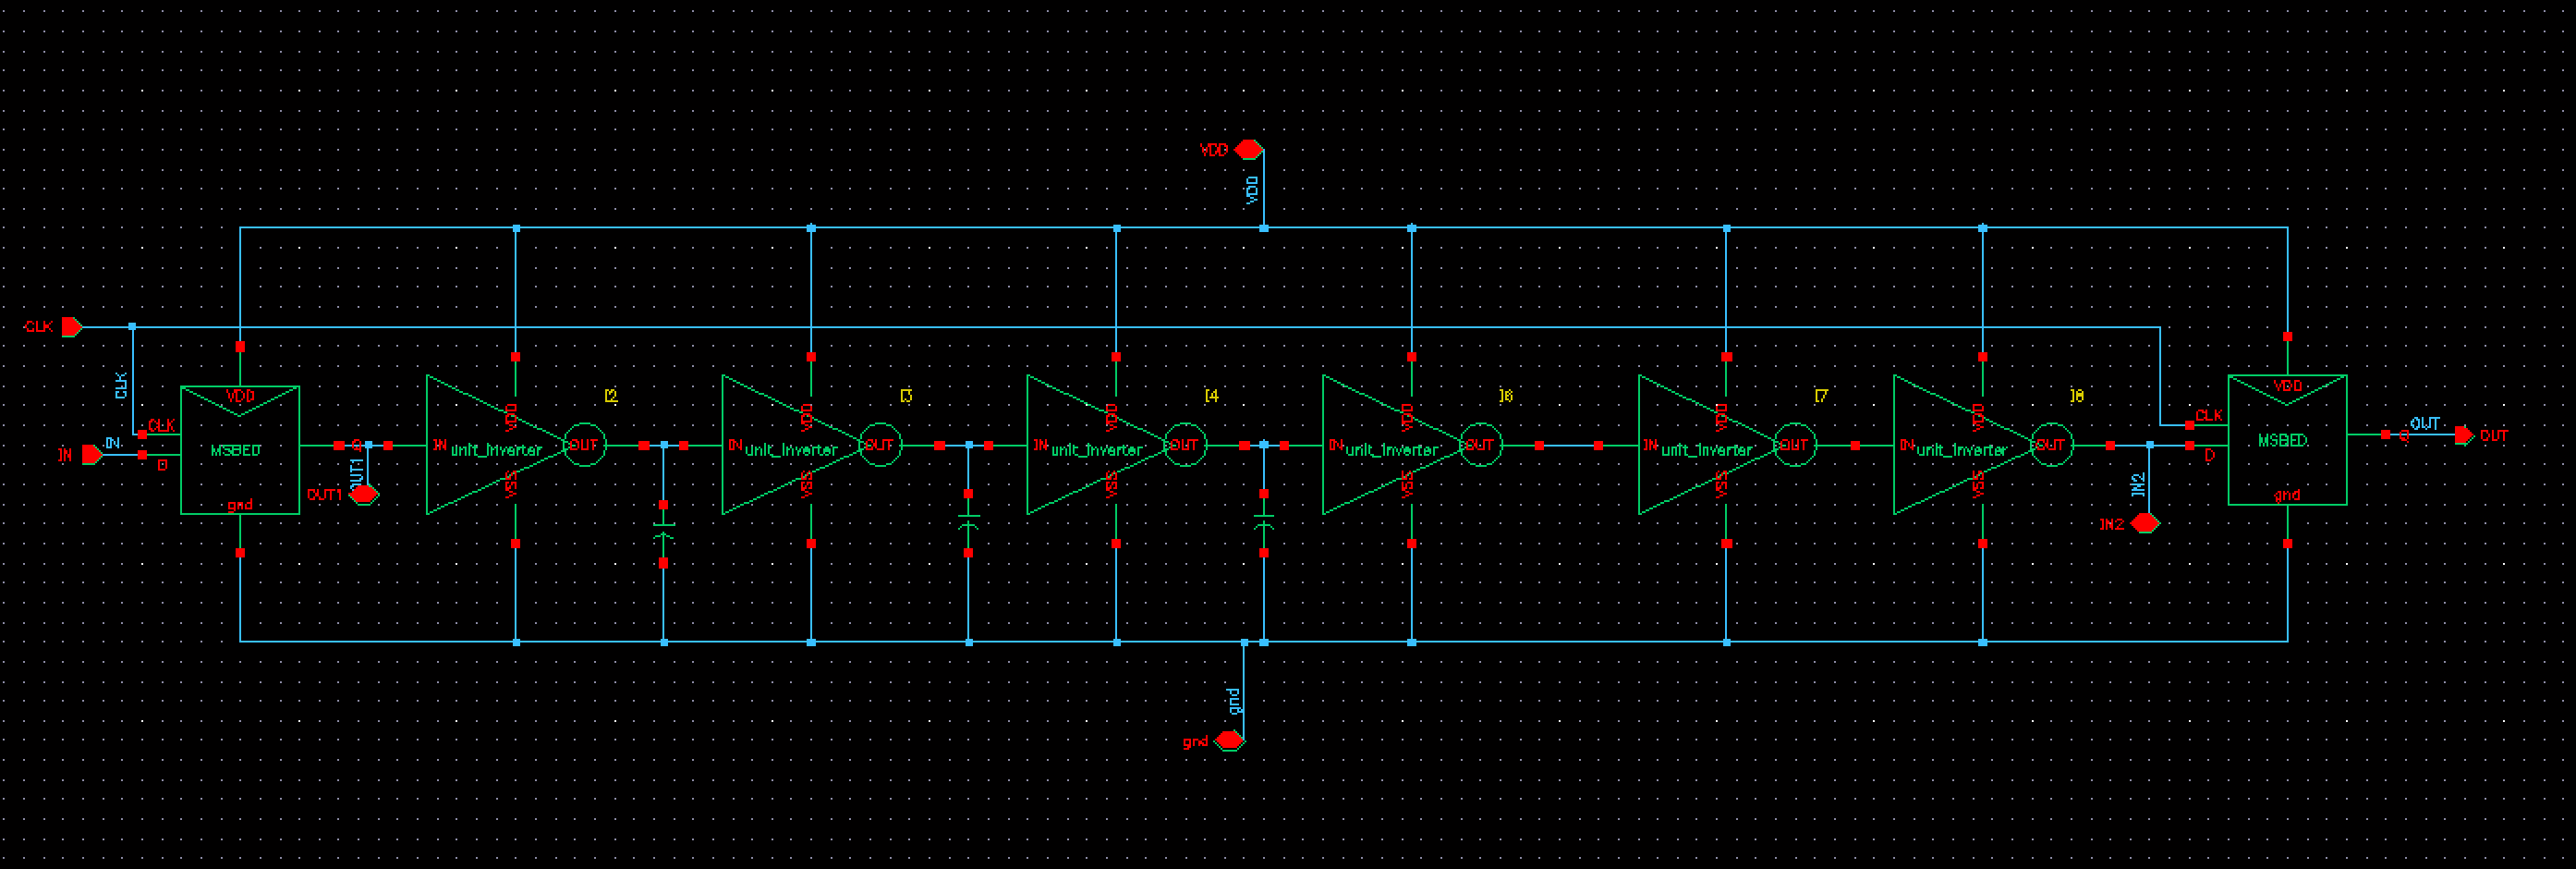 VDD
VDD
CLK
CLK
IN
IN
CLK
D
VDD
MSBED
gnd
Q
OUT1
OUT1
IN
unit_Inverter
VDD
VSS
OUT
I2
IN
unit_Inverter
VDD
VSS
OUT
I3
IN
unit_Inverter
VDD
VSS
OUT
I4
IN
unit_Inverter
VDD
VSS
OUT
I6
IN
unit_Inverter
VDD
VSS
OUT
I7
IN
unit_Inverter
VDD
VSS
OUT
I8
IN2
IN2
CLK
D
VDD
MSBED
gnd
Q
OUT
OUT
gnd
gnd